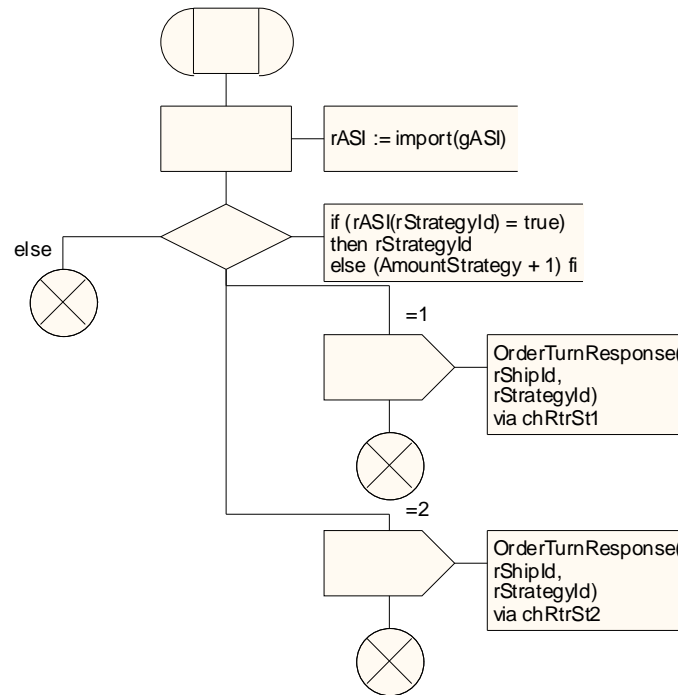 rASI := import(gASI)
if (rASI(rStrategyId) = true)
then rStrategyId
else (AmountStrategy + 1) fi
else
=1
OrderTurnResponse(
rShipId,
rStrategyId)
via chRtrSt1
=2
OrderTurnResponse(
rShipId,
rStrategyId)
via chRtrSt2